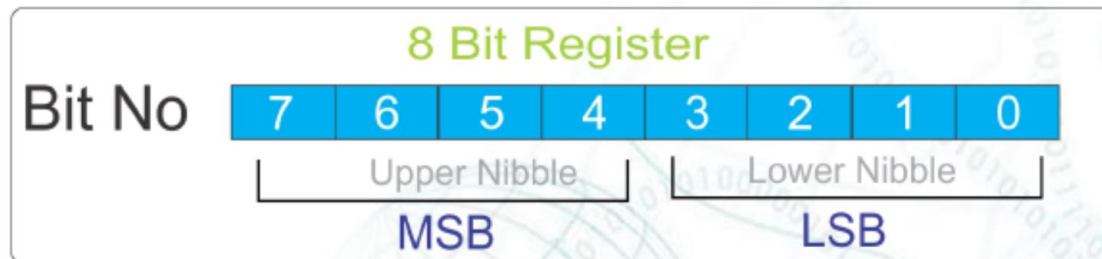 8 Bit Register
Bit No 7 6 5 4 3 2 1 0
Upper Nibble Lower Nibble
MSB LSB